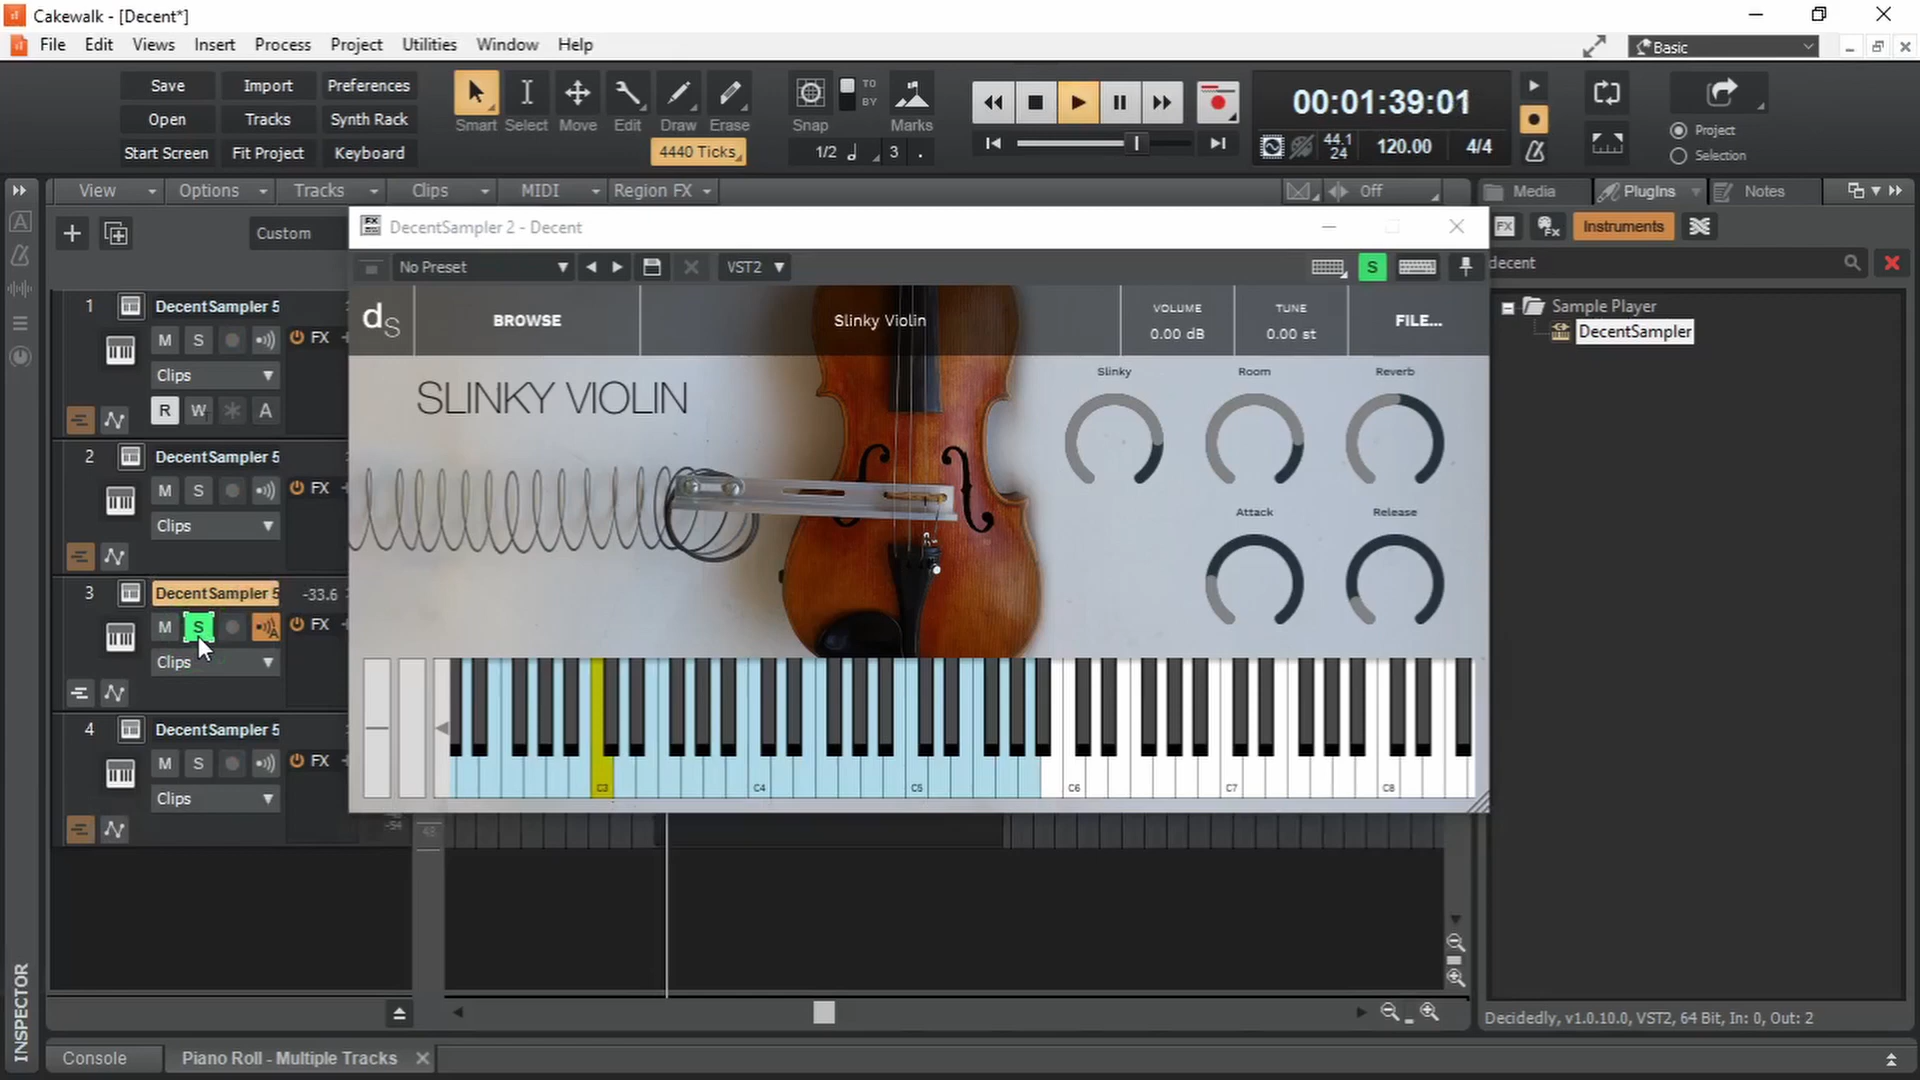 Cakewalk - [Decent*]
File Edit Views Insert Process Project Utilities Window Help
Basic
Save Import Preferences
Open Tracks Synth Rack
Start Screen Fit Project Keyboard
Smart Select Move Edit Draw Erase
4440 Ticks
Snap
TO
BY
Marks
1/2 3
00:01:39:01
44.1
24
120.00 4/4
Project
Selection
View Options Tracks Clips MIDI Region FX
Off
Media PlugIns Notes
Custom
FX
Instruments
decent
Sample Player
DecentSampler
DecentSampler 2 - Decent
No Preset
VST2
S
dS
BROWSE
Slinky Violin
VOLUME
0.00 dB
TUNE
0.00 st
FILE...
SLINKY VIOLIN
Slinky Room Reverb
Attack Release
C3 C4 C5 C6 C7 C8
1 DecentSampler 5
M S FX
Clips
R W * A
2 DecentSampler 5
M S FX
Clips
3 DecentSampler 5 -33.6
M S FX
Clips
4 DecentSampler 5
M S FX
Clips
-54
48
INSPECTOR
Decidedly, v1.0.10.0, VST2, 64 Bit, In: 0, Out: 2
Console Piano Roll - Multiple Tracks